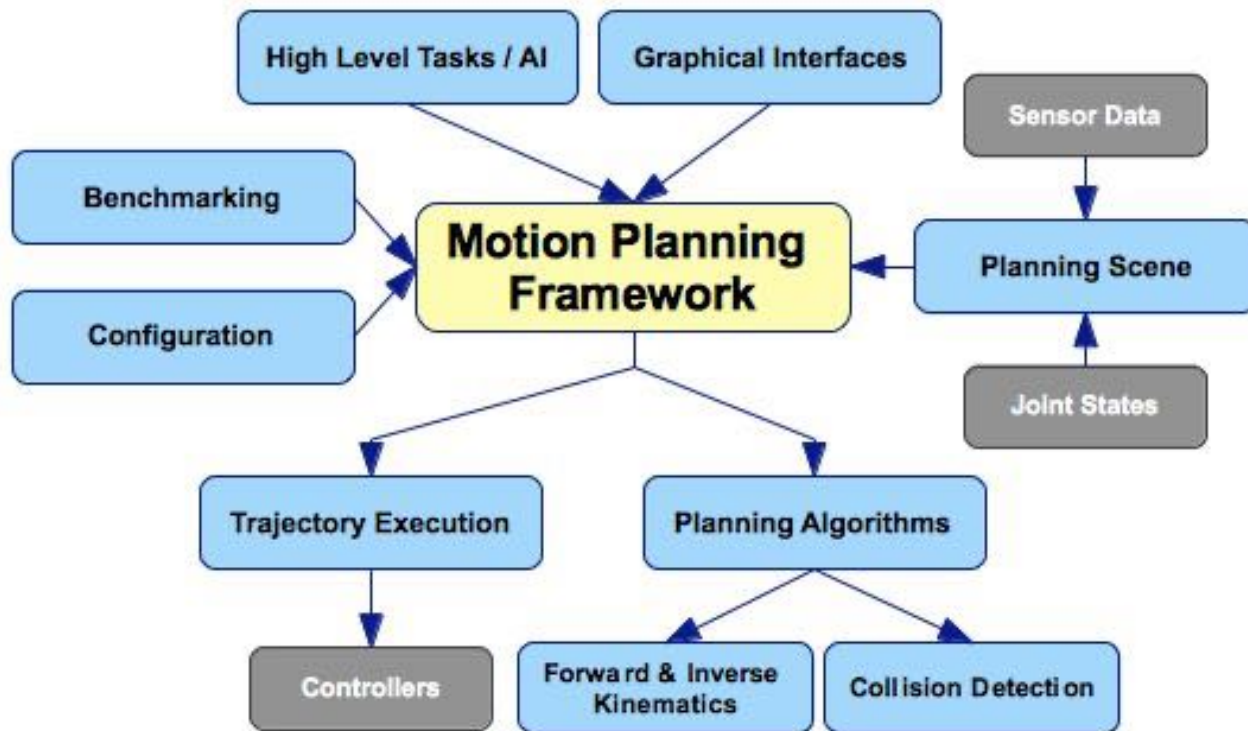 High Level Tasks / AI
Graphical Interfaces
Sensor Data
Benchmarking
Motion Planning
Framework
Planning Scene
Configuration
Joint States
Trajectory Execution
Planning Algorithms
Controllers
Forward & Inverse
Kinematics
Collision Detection